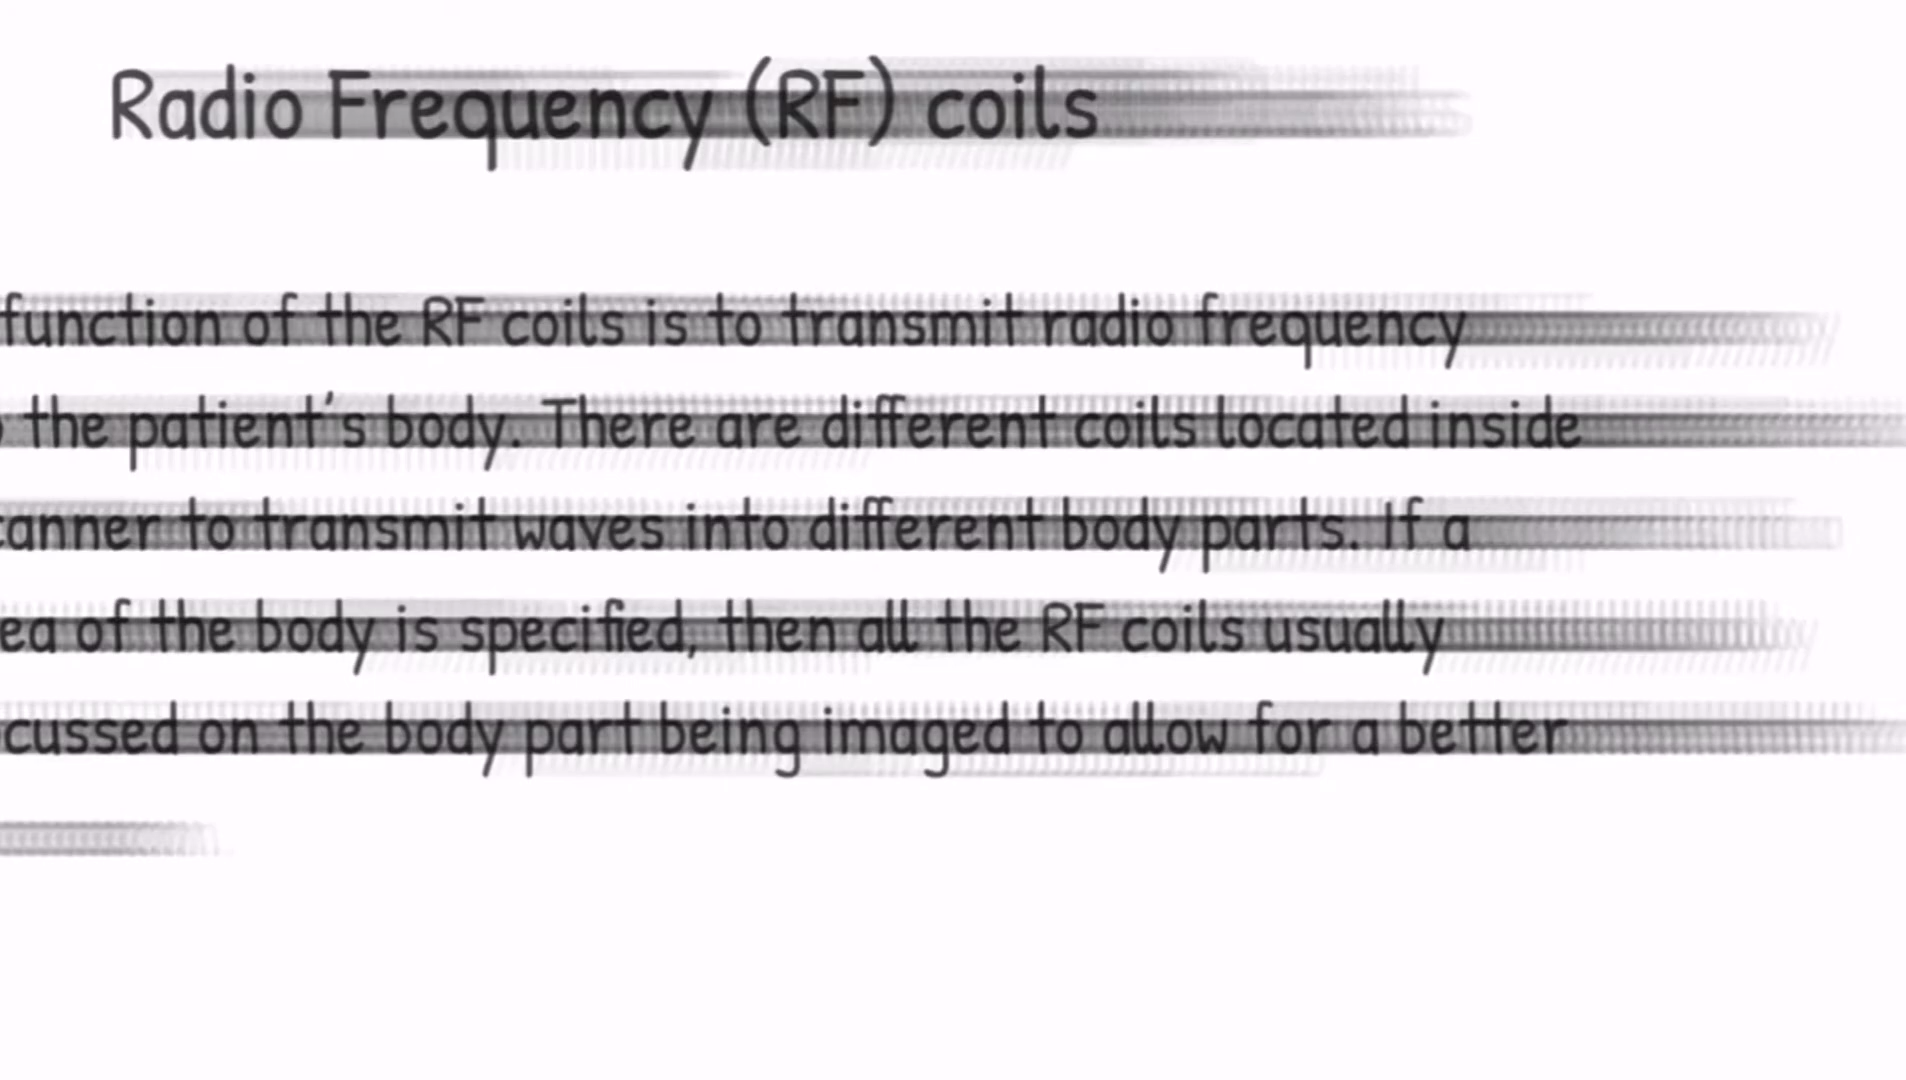 Radio Frequency (RF) coils
function of the RF coils is to transmit radio frequency
the patient's body. There are different coils located inside
canner to transmit waves into different body parts. If a
ea of the body is specified, then all the RF coils usually
cussed on the body part being imaged to allow for a better